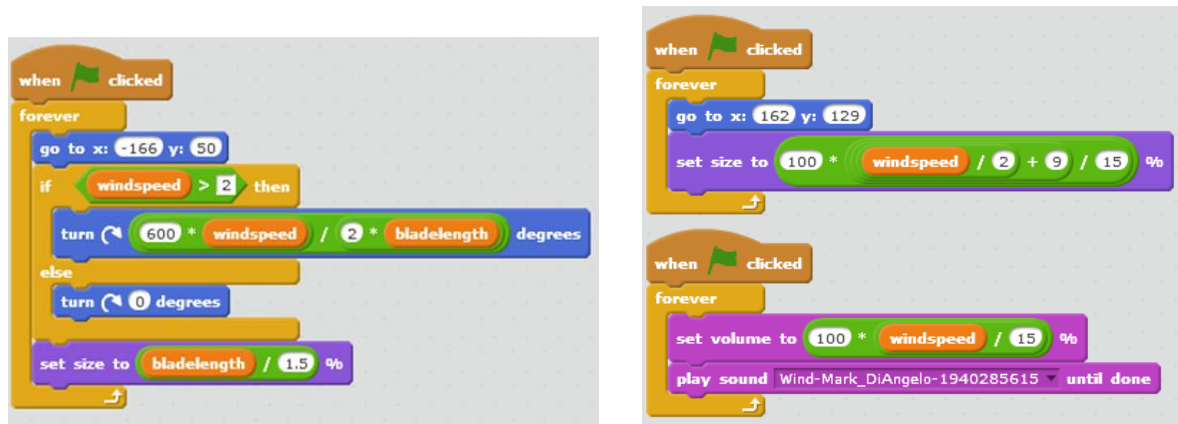 when clicked
forever
go to x: -166 y: 50
if windspeed > 2 then
turn 600 * windspeed / 2 * bladelength degrees
else
turn 0 degrees
set size to bladelength / 1.5 %
when clicked
forever
go to x: 162 y: 129
set size to 100 * windspeed / 2 + 9 / 15 %
when clicked
forever
set volume to 100 * windspeed / 15 %
play sound Wind-Mark_DiAngelo-1940285615 until done